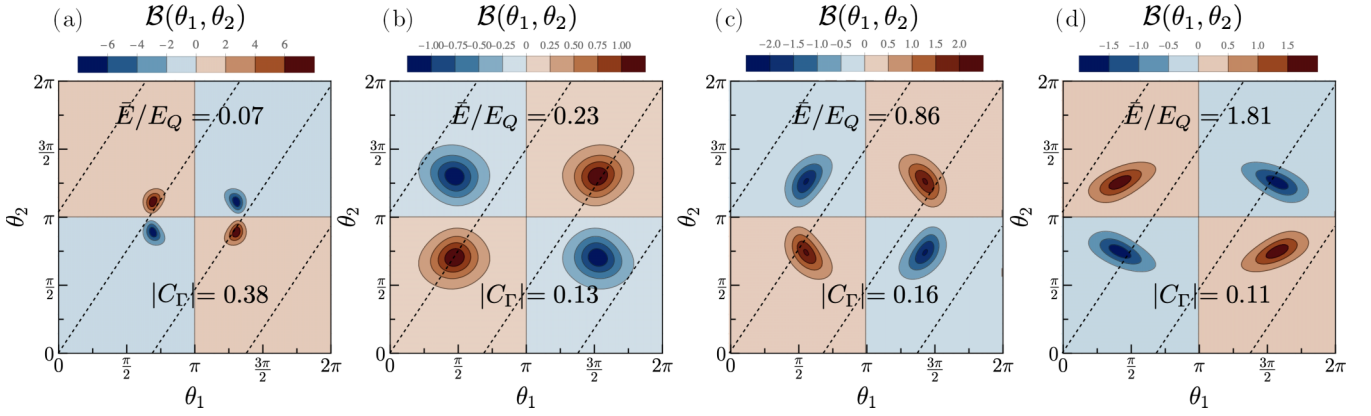 (a) B(θ₁, θ₂)
−6 −4 −2 0 2 4 6
2π
3π/2
π
π/2
0
θ₂
Ē/E_Q = 0.07
|C_Γ| = 0.38
0 π/2 π 3π/2 2π
θ₁
(b) B(θ₁, θ₂)
−1.00 −0.75 −0.50 −0.25 0 0.25 0.50 0.75 1.00
2π
3π/2
π
π/2
0
θ₂
Ē/E_Q = 0.23
|C_Γ| = 0.13
0 π/2 π 3π/2 2π
θ₁
(c) B(θ₁, θ₂)
−2.0 −1.5 −1.0 −0.5 0 0.5 1.0 1.5 2.0
2π
3π/2
π
π/2
0
θ₂
Ē/E_Q = 0.86
|C_Γ| = 0.16
0 π/2 π 3π/2 2π
θ₁
(d) B(θ₁, θ₂)
−1.5 −1.0 −0.5 0 0.5 1.0 1.5
2π
3π/2
π
π/2
0
θ₂
Ē/E_Q = 1.81
|C_Γ| = 0.11
0 π/2 π 3π/2 2π
θ₁